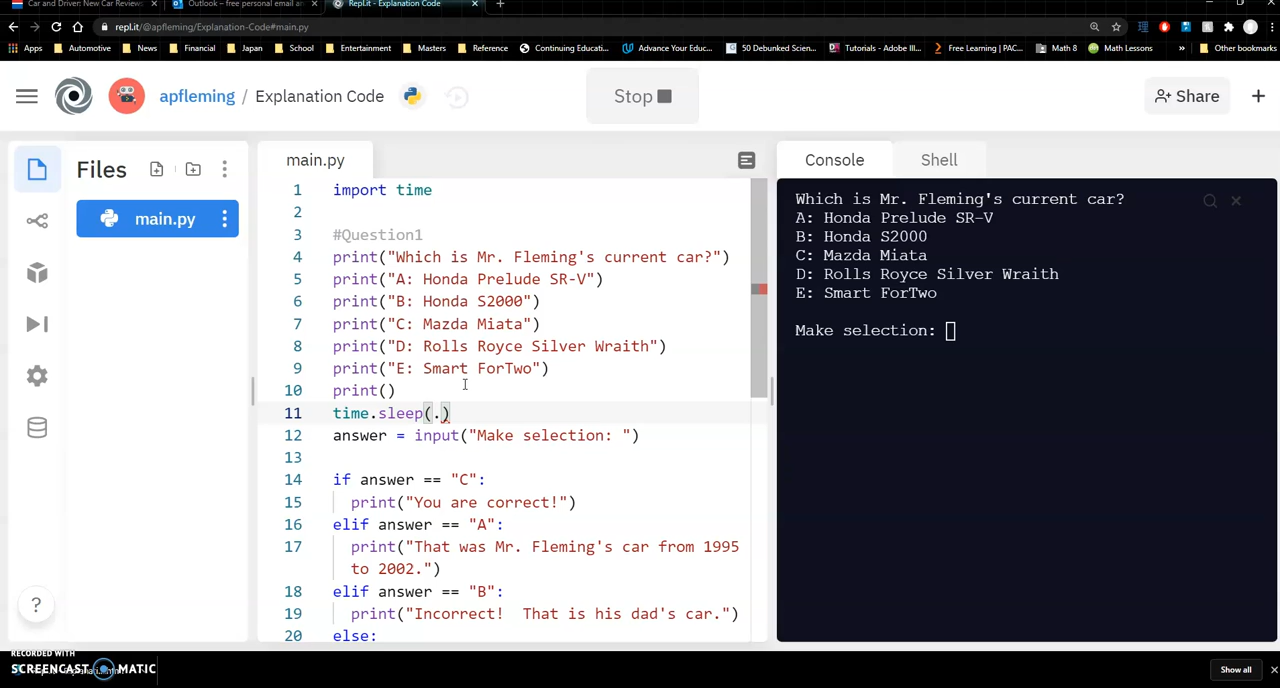 Car and Driver: New Car Reviews
Outlook – free personal email an
Repl.it - Explanation Code
repl.it/@apfleming/Explanation-Code#main.py
Apps
Automotive
News
Financial
Japan
School
Entertainment
Masters
Reference
Continuing Educati...
Advance Your Educ...
50 Debunked Scien...
Tutorials - Adobe Ill...
Free Learning | PAC...
Math 8
Math Lessons
Other bookmarks
apfleming / Explanation Code
Stop
Share
Files
main.py
main.py
1 import time
2
3 #Question1
4 print("Which is Mr. Fleming's current car?")
5 print("A: Honda Prelude SR-V")
6 print("B: Honda S2000")
7 print("C: Mazda Miata")
8 print("D: Rolls Royce Silver Wraith")
9 print("E: Smart ForTwo")
10 print()
11 time.sleep(.)
12 answer = input("Make selection: ")
13
14 if answer == "C":
15 print("You are correct!")
16 elif answer == "A":
17 print("That was Mr. Fleming's car from 1995
to 2002.")
18 elif answer == "B":
19 print("Incorrect!  That is his dad's car.")
20 else:
Console
Shell
Which is Mr. Fleming's current car?
A: Honda Prelude SR-V
B: Honda S2000
C: Mazda Miata
D: Rolls Royce Silver Wraith
E: Smart ForTwo
Make selection:
?
RECORDED WITH
SCREENCAST MATIC
Show all